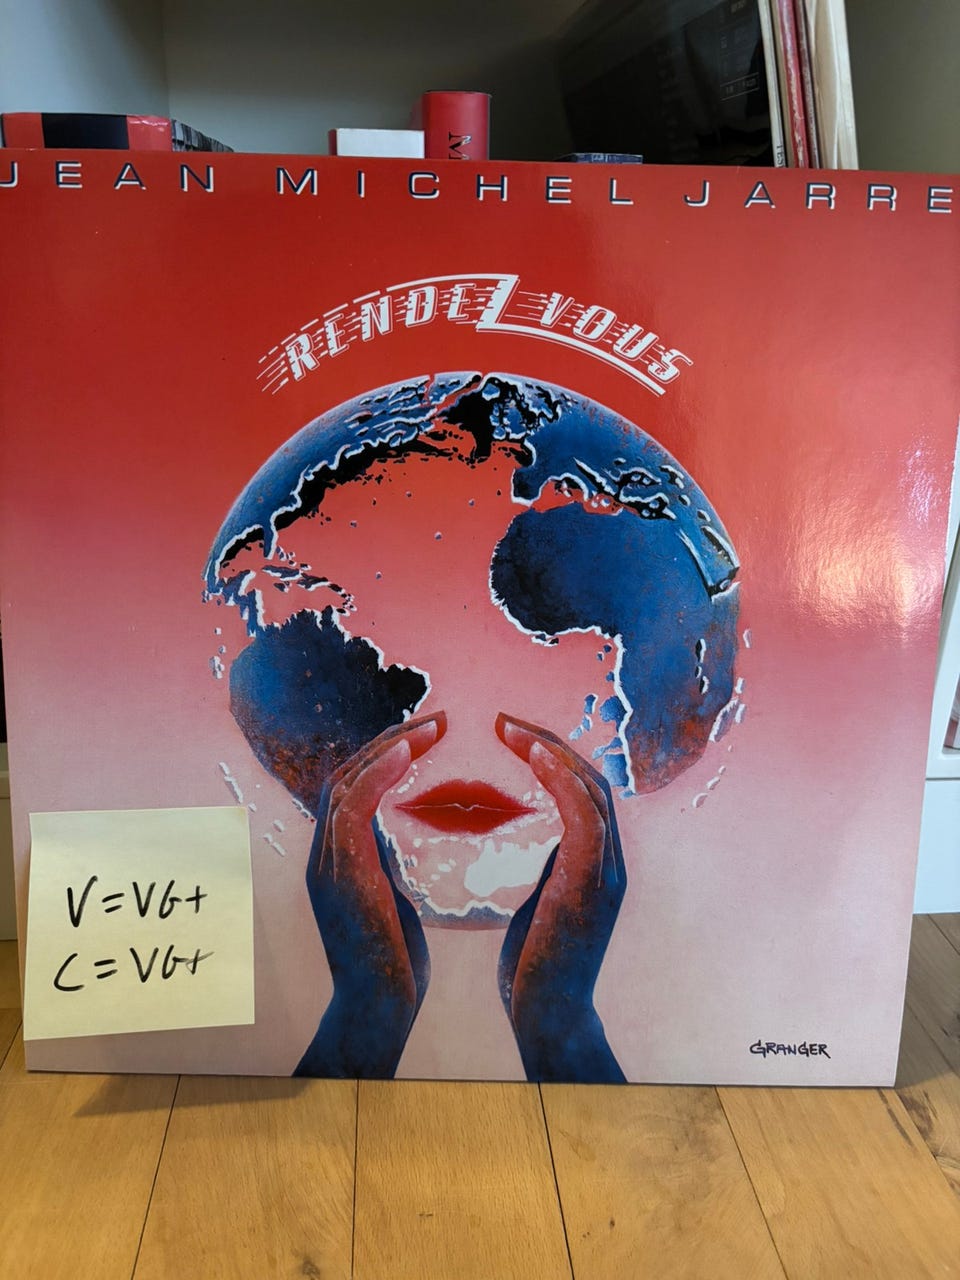 M
JEAN MICHEL JARRE
RENDEZ VOUS
V = VG+
C = VG+
GRANGER